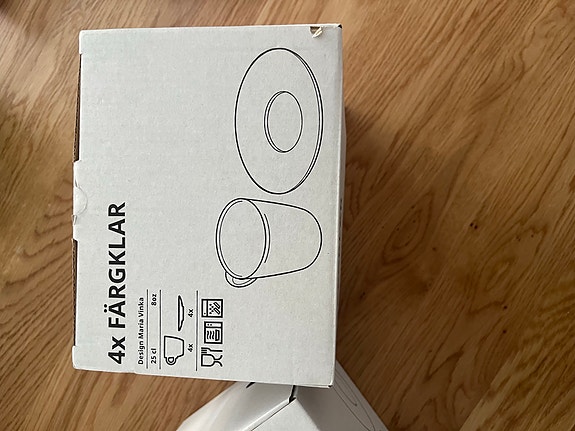 4x FÄRGKLAR
Design Maria Vinka
25 cl 8oz
4x 4x